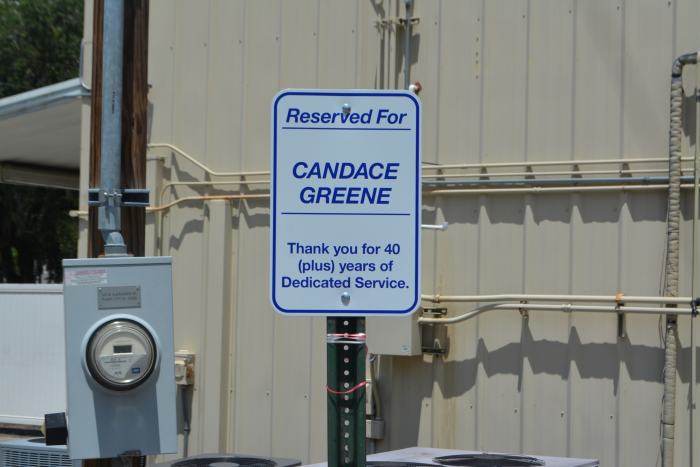 Reserved For
CANDACE
GREENE
Thank you for 40
(plus) years of
Dedicated Service.